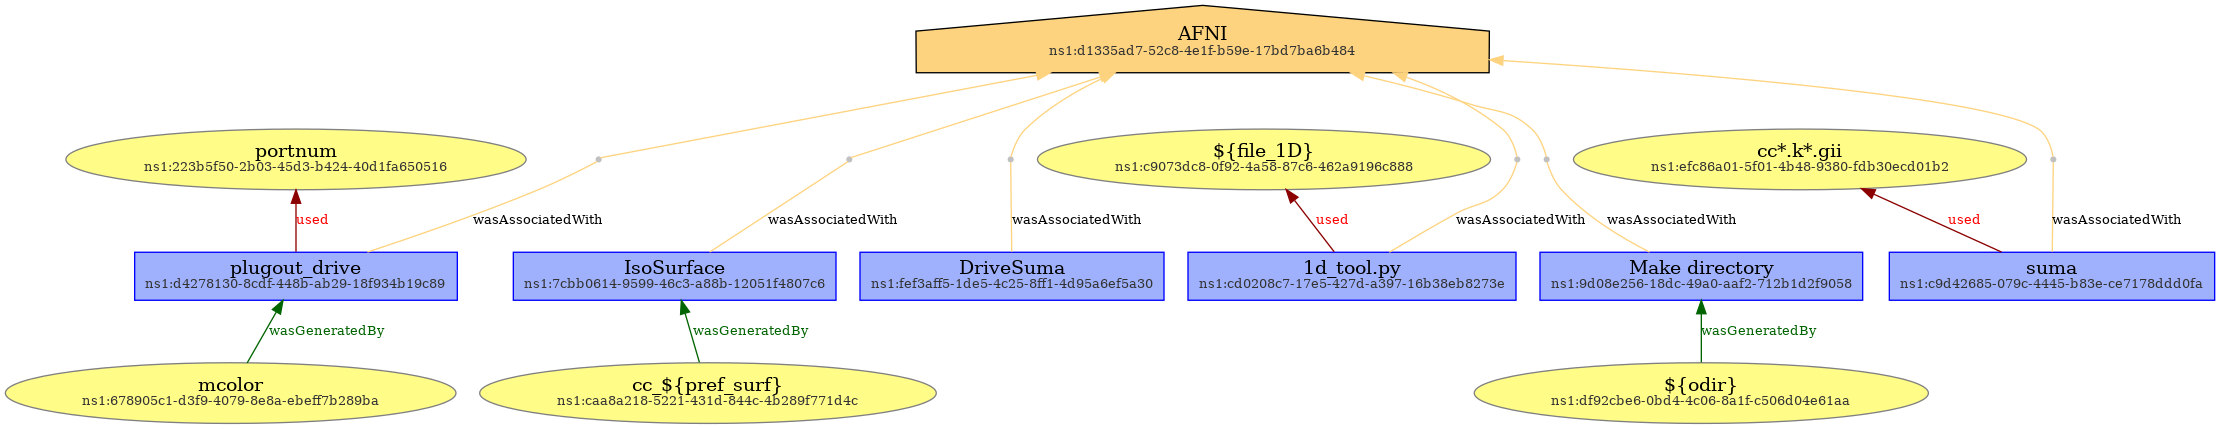 AFNI
ns1:d1335ad7-52c8-4e1f-b59e-17bd7ba6b484
portnum
ns1:223b5f50-2b03-45d3-b424-40d1fa650516
${file_1D}
ns1:c9073dc8-0f92-4a58-87c6-462a9196c888
cc*.k*.gii
ns1:efc86a01-5f01-4b48-9380-fdb30ecd01b2
used
wasAssociatedWith
wasAssociatedWith
wasAssociatedWith
used
wasAssociatedWith
wasAssociatedWith
used
wasAssociatedWith
plugout_drive
ns1:d4278130-8cdf-448b-ab29-18f934b19c89
IsoSurface
ns1:7cbb0614-9599-46c3-a88b-12051f4807c6
DriveSuma
ns1:fef3aff5-1de5-4c25-8ff1-4d95a6ef5a30
1d_tool.py
ns1:cd0208c7-17e5-427d-a397-16b38eb8273e
Make directory
ns1:9d08e256-18dc-49a0-aaf2-712b1d2f9058
suma
ns1:c9d42685-079c-4445-b83e-ce7178ddd0fa
wasGeneratedBy
wasGeneratedBy
wasGeneratedBy
mcolor
ns1:678905c1-d3f9-4079-8e8a-ebeff7b289ba
cc_${pref_surf}
ns1:caa8a218-5221-431d-844c-4b289f771d4c
${odir}
ns1:df92cbe6-0bd4-4c06-8a1f-c506d04e61aa